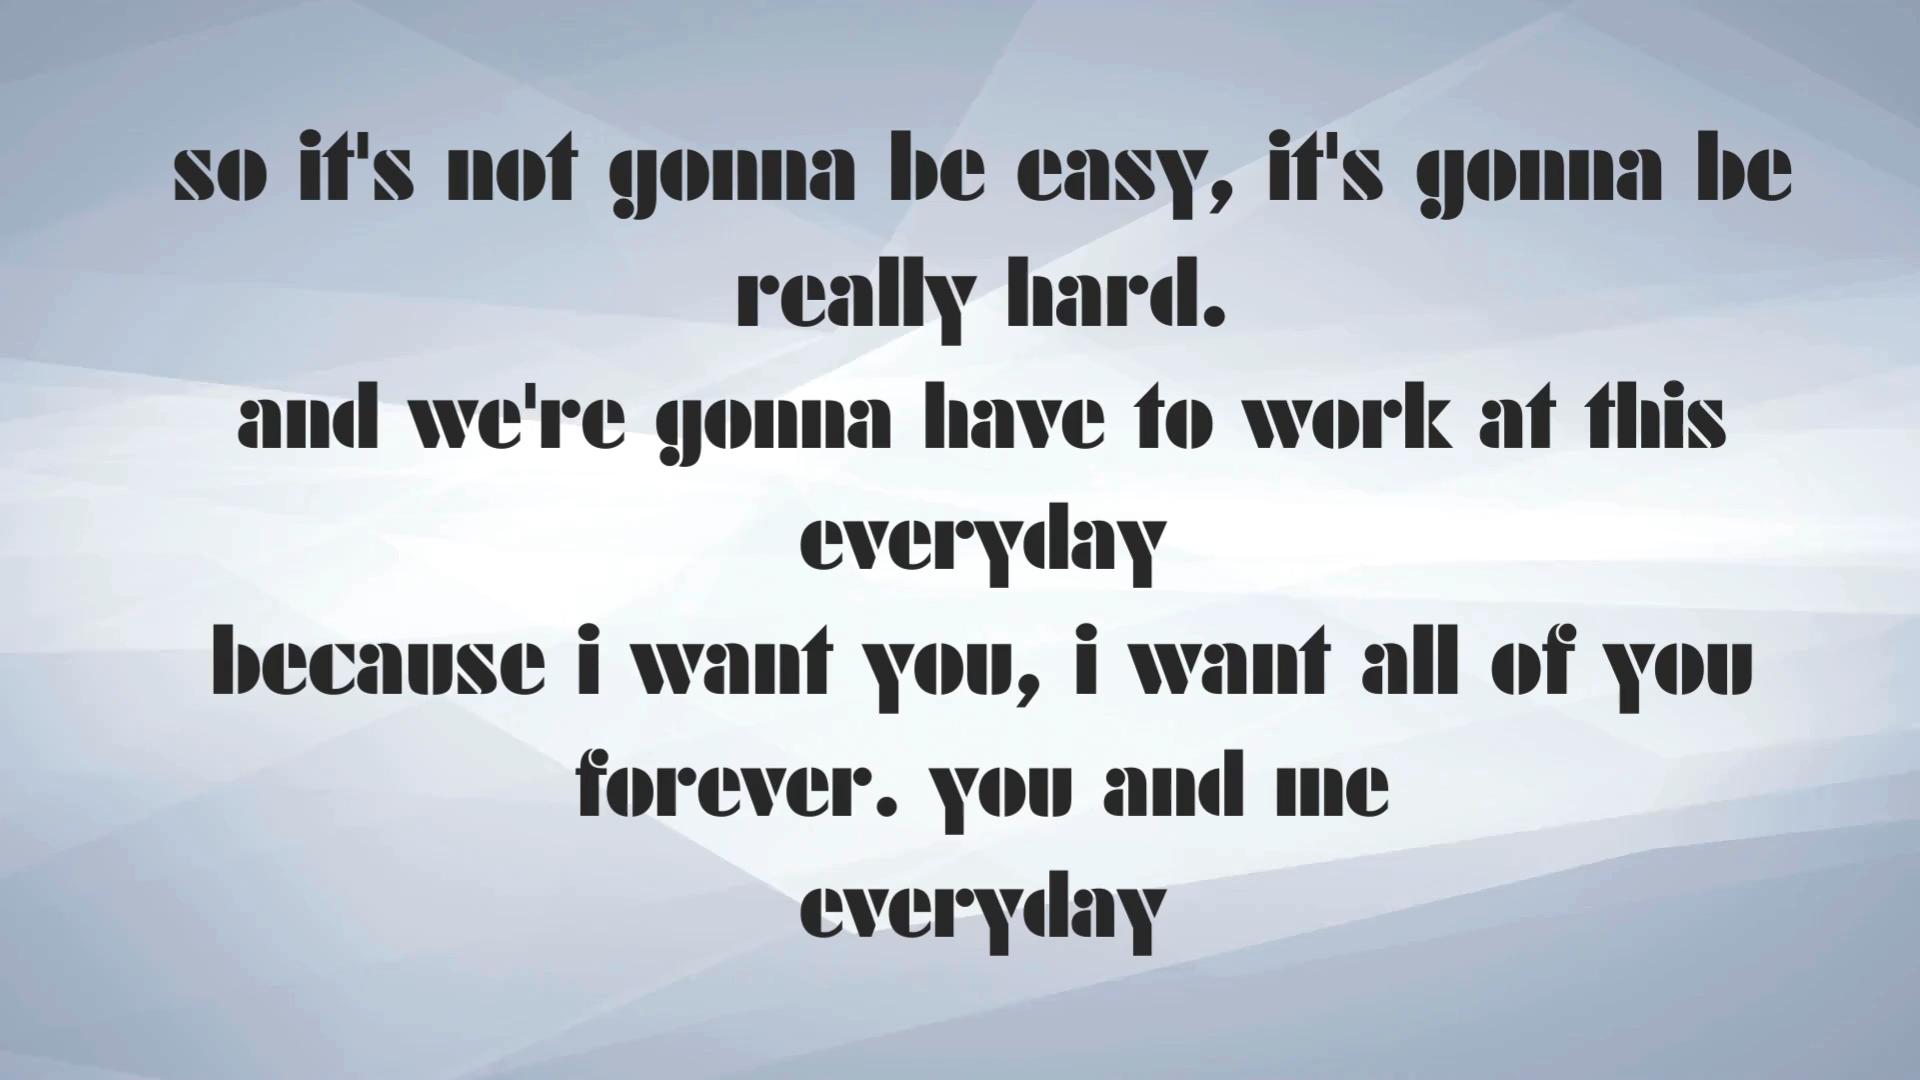 so it's not gonna be easy, it's gonna be
really hard.
and we're gonna have to work at this
everyday
because i want you, i want all of you
forever. you and me
everyday